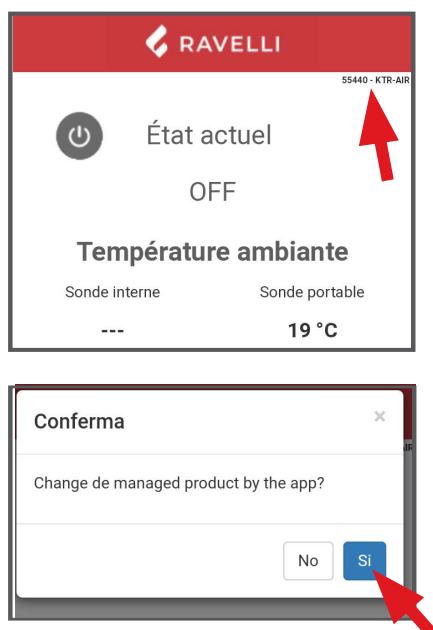 RAVELLI
55440 - KTR-AIR
État actuel
OFF
Température ambiante
Sonde interne Sonde portable
--- 19 °C
Conferma ×
AIR
Change de managed product by the app?
No Si